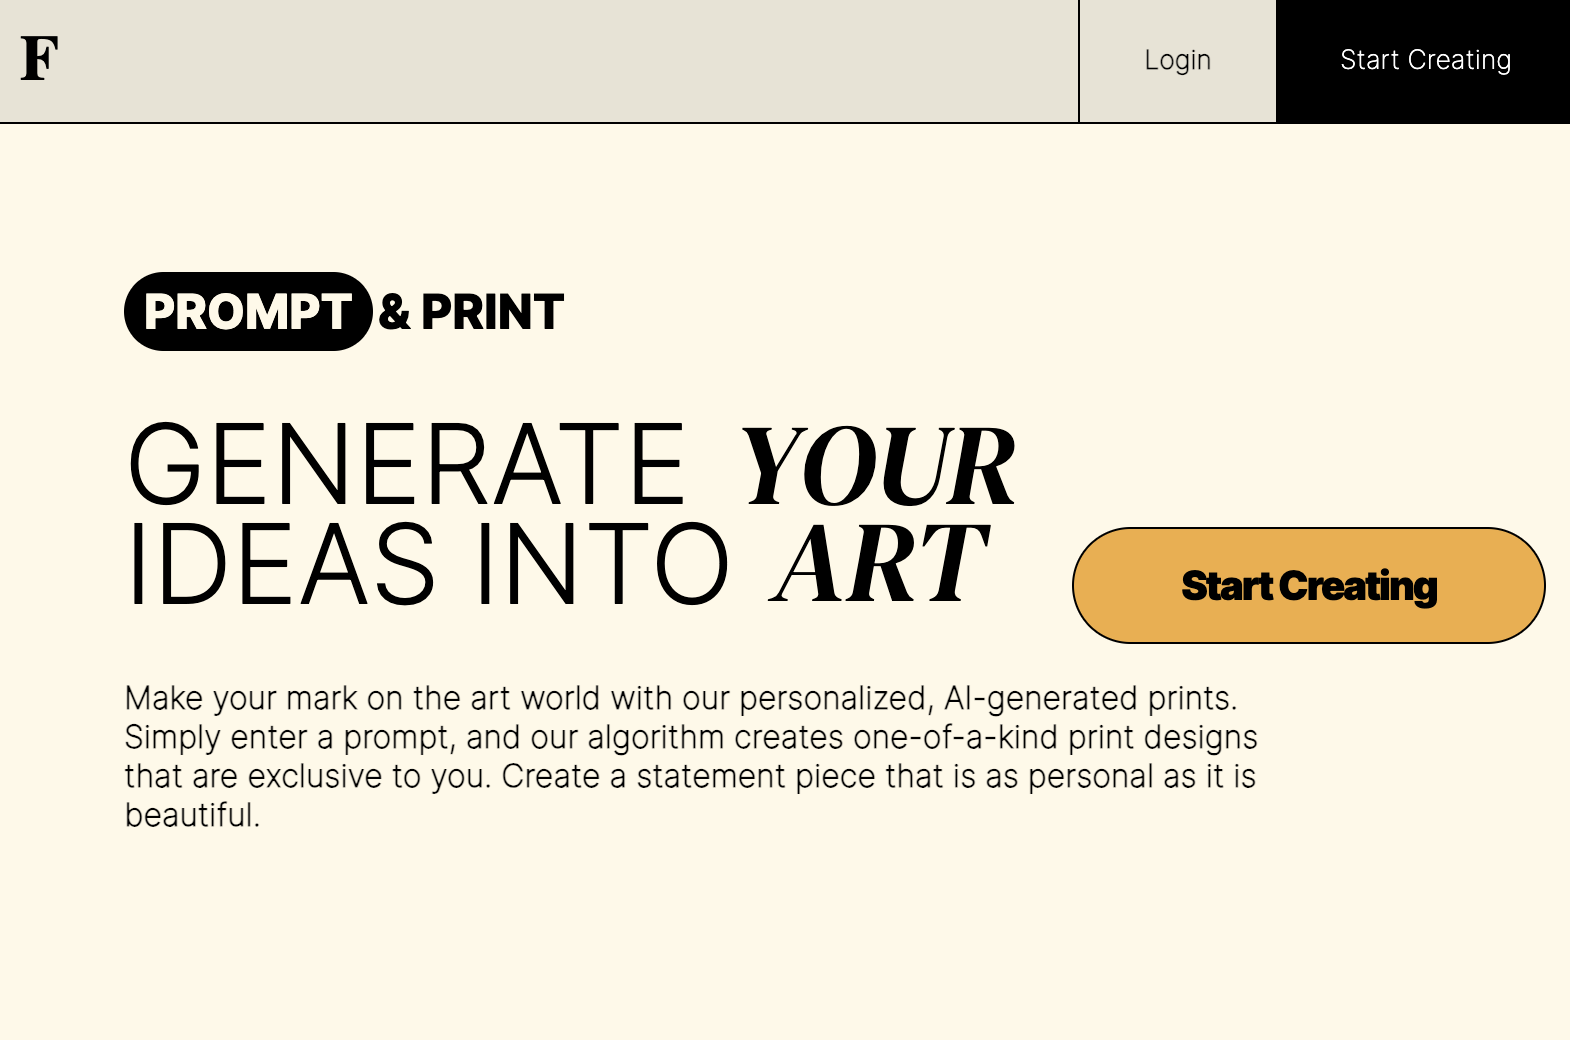 F
Login
Start Creating
PROMPT & PRINT
GENERATE YOUR
IDEAS INTO ART
Start Creating
Make your mark on the art world with our personalized, AI-generated prints.
Simply enter a prompt, and our algorithm creates one-of-a-kind print designs
that are exclusive to you. Create a statement piece that is as personal as it is
beautiful.